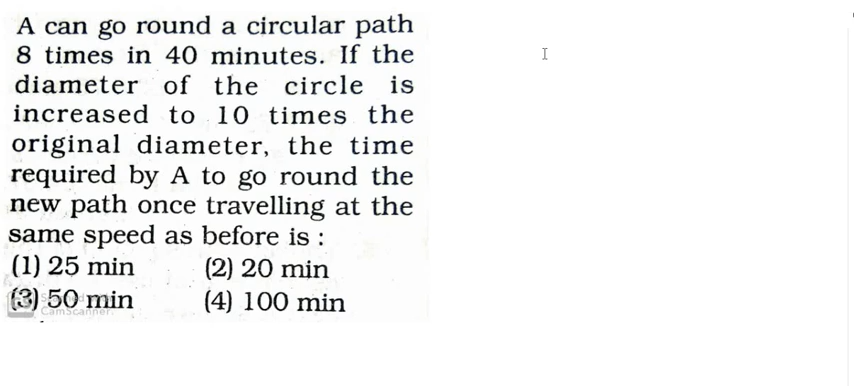 A can go round a circular path
8 times in 40 minutes. If the
diameter of the circle is
increased to 10 times the
original diameter, the time
required by A to go round the
new path once travelling at the
same speed as before is :
(1) 25 min (2) 20 min
(3) 50 min (4) 100 min
CamScanner